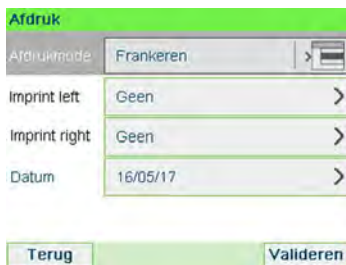 Afdruk
Afdrukmode Frankeren
Imprint left Geen
Imprint right Geen
Datum 16/05/17
Terug Valideren